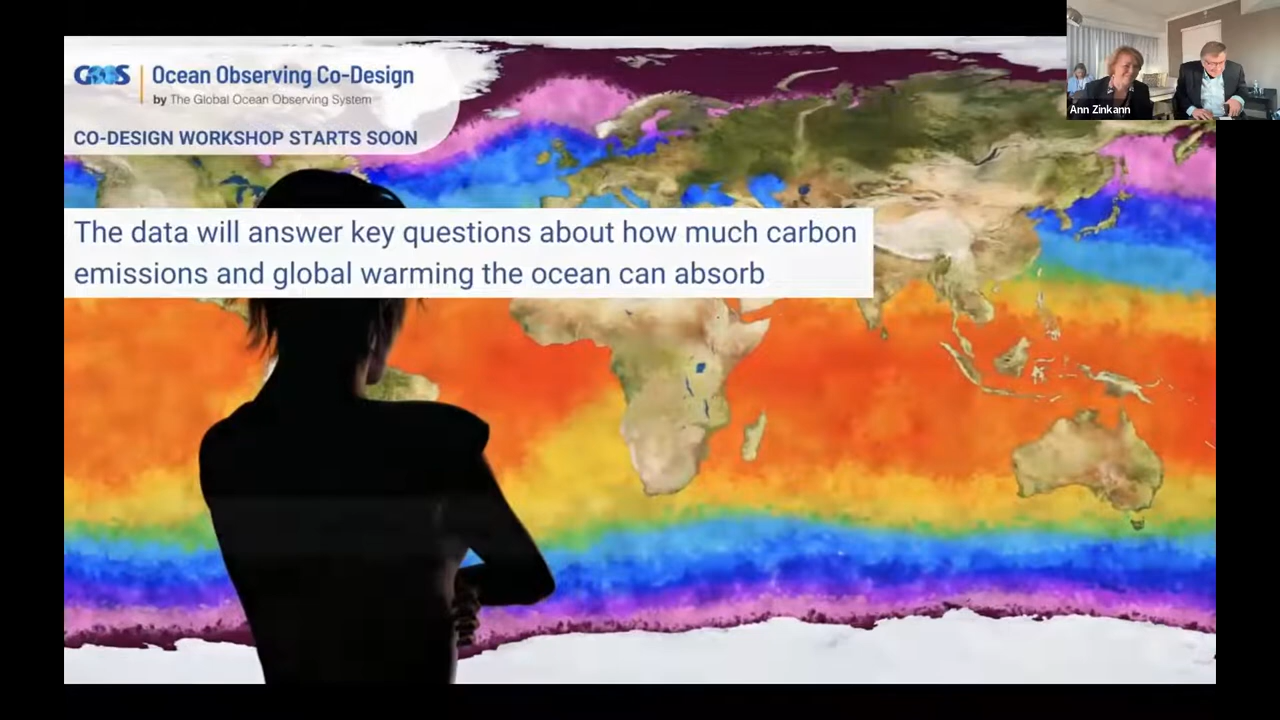 GOOS
Ocean Observing Co-Design
by The Global Ocean Observing System
CO-DESIGN WORKSHOP STARTS SOON
Ann Zinkann
The data will answer key questions about how much carbon
emissions and global warming the ocean can absorb